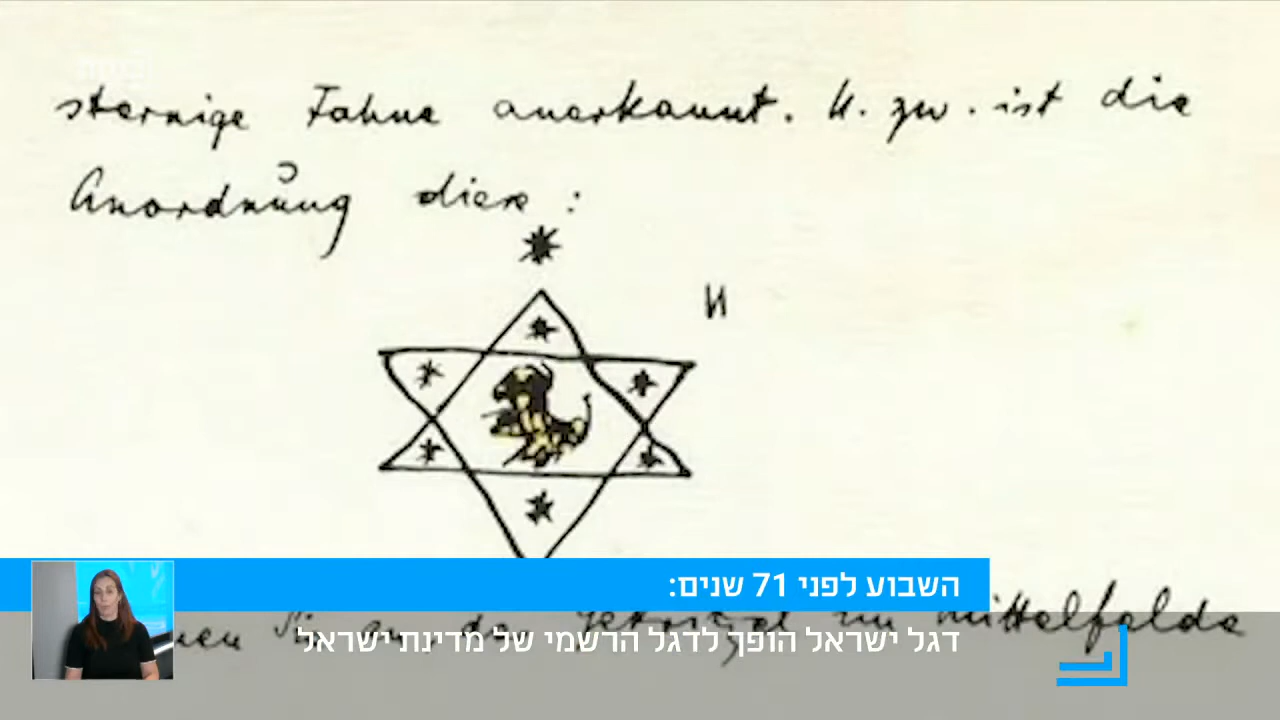 sternige Fahne anerkannt. U. zw. ist die
Anordnung diese :
И
השבוע לפני 71 שנים:
דגל ישראל הופך לדגל הרשמי של מדינת ישראל
Mittelfelde